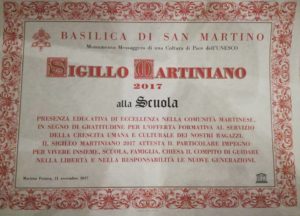 BASILICA DI SAN MARTINO
Monumento Messaggero di una Cultura di Pace dell'UNESCO
SIGILLO MARTINIANO
2017
alla Scuola
PRESENZA EDUCATIVA DI ECCELLENZA NELLA COMUNITÀ MARTINESE,
IN SEGNO DI GRATITUDINE PER L'OFFERTA FORMATIVA AL SERVIZIO
DELLA CRESCITA UMANA E CULTURALE DEI NOSTRI RAGAZZI.
IL SIGILLO MARTINIANO 2017 ATTESTA IL PARTICOLARE IMPEGNO
PER VIVERE INSIEME, SCUOLA, FAMIGLIA, CHIESA IL COMPITO DI GUIDARE
NELLA LIBERTÀ E NELLA RESPONSABILITÀ LE NUOVE GENERAZIONI.
Martina Franca, 11 novembre 2017